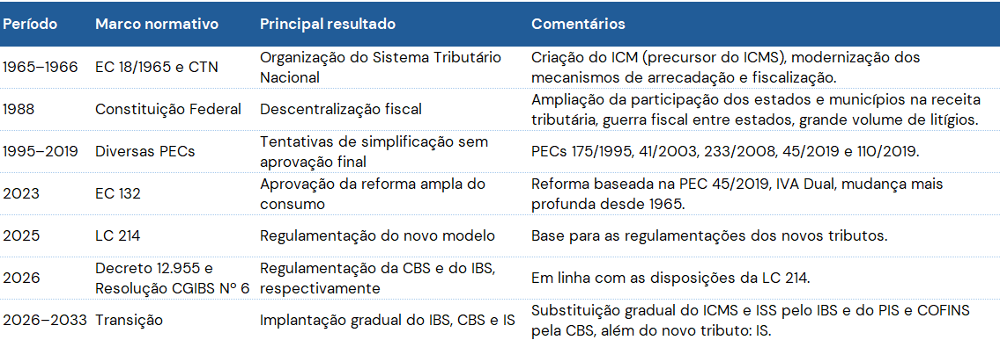 Período Marco normativo Principal resultado Comentários
1965–1966 EC 18/1965 e CTN Organização do Sistema Tributário Nacional Criação do ICM (precursor do ICMS), modernização dos mecanismos de arrecadação e fiscalização.
1988 Constituição Federal Descentralização fiscal Ampliação da participação dos estados e municípios na receita tributária, guerra fiscal entre estados, grande volume de litígios.
1995–2019 Diversas PECs Tentativas de simplificação sem aprovação final PECs 175/1995, 41/2003, 233/2008, 45/2019 e 110/2019.
2023 EC 132 Aprovação da reforma ampla do consumo Reforma baseada na PEC 45/2019, IVA Dual, mudança mais profunda desde 1965.
2025 LC 214 Regulamentação do novo modelo Base para as regulamentações dos novos tributos.
2026 Decreto 12.955 e Resolução CGIBS Nº 6 Regulamentação da CBS e do IBS, respectivamente Em linha com as disposições da LC 214.
2026–2033 Transição Implantação gradual do IBS, CBS e IS Substituição gradual do ICMS e ISS pelo IBS e do PIS e COFINS pela CBS, além do novo tributo: IS.